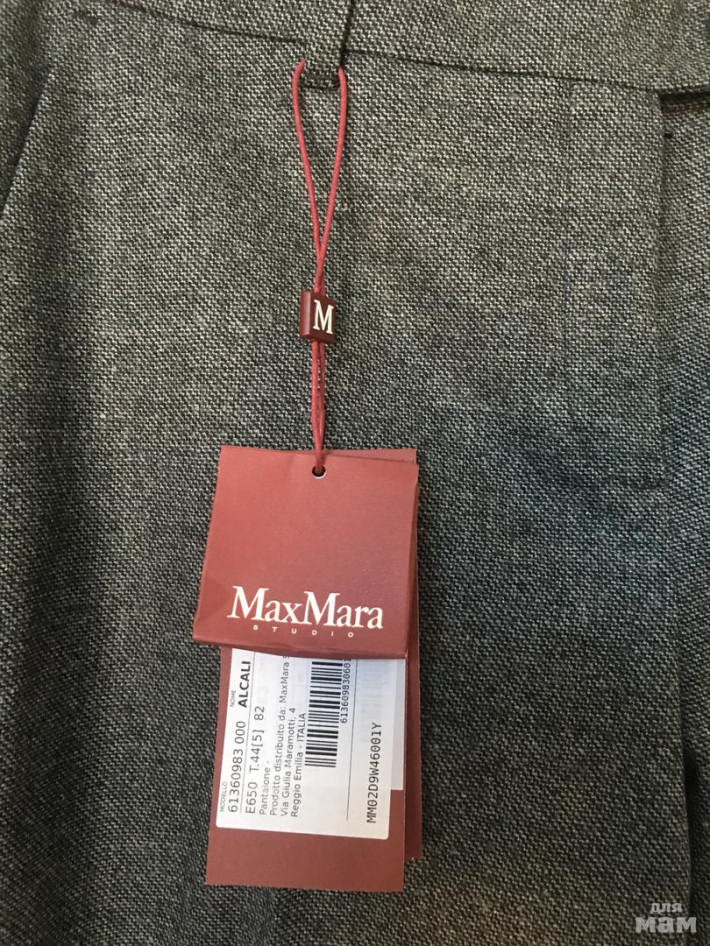 M
MaxMara
STUDIO
MODELLO NOME
61360983 000 ALCALI
E650 T.44[5] 82
Pantalone -
Prodotto distribuito da: MaxMara s
Via Giulia Maramotti, 4
Reggio Emilia - ITALIA
6136098306
MM02D9W46001Y
для
мам